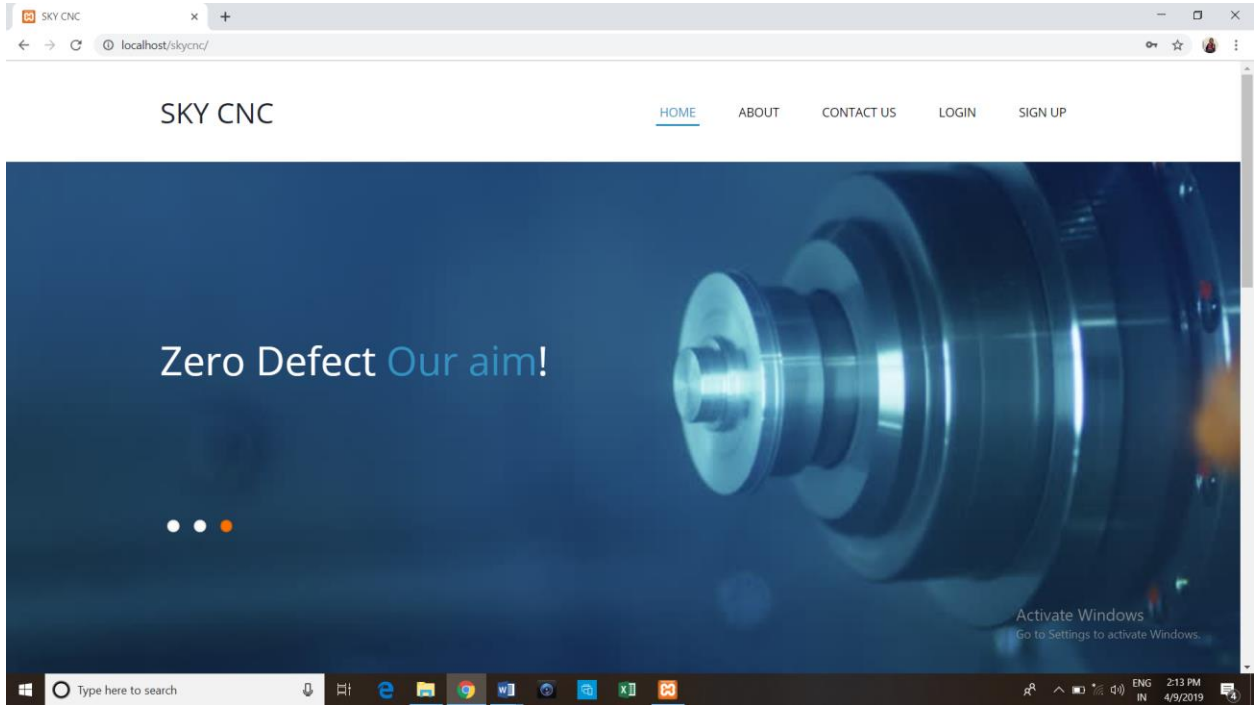 SKY CNC
localhost/skycnc/
SKY CNC
HOME ABOUT CONTACT US LOGIN SIGN UP
Zero Defect Our aim!
Activate Windows
Go to Settings to activate Windows.
Type here to search
ENG 2:13 PM
IN 4/9/2019
4